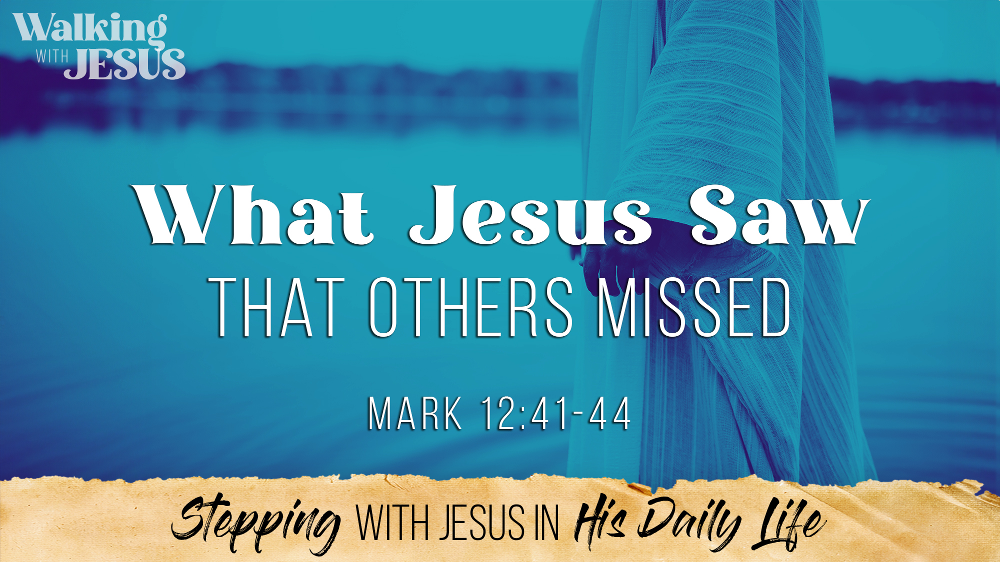 Walking
WITH JESUS
What Jesus Saw
THAT OTHERS MISSED
MARK 12:41-44
Stepping WITH JESUS IN His Daily Life